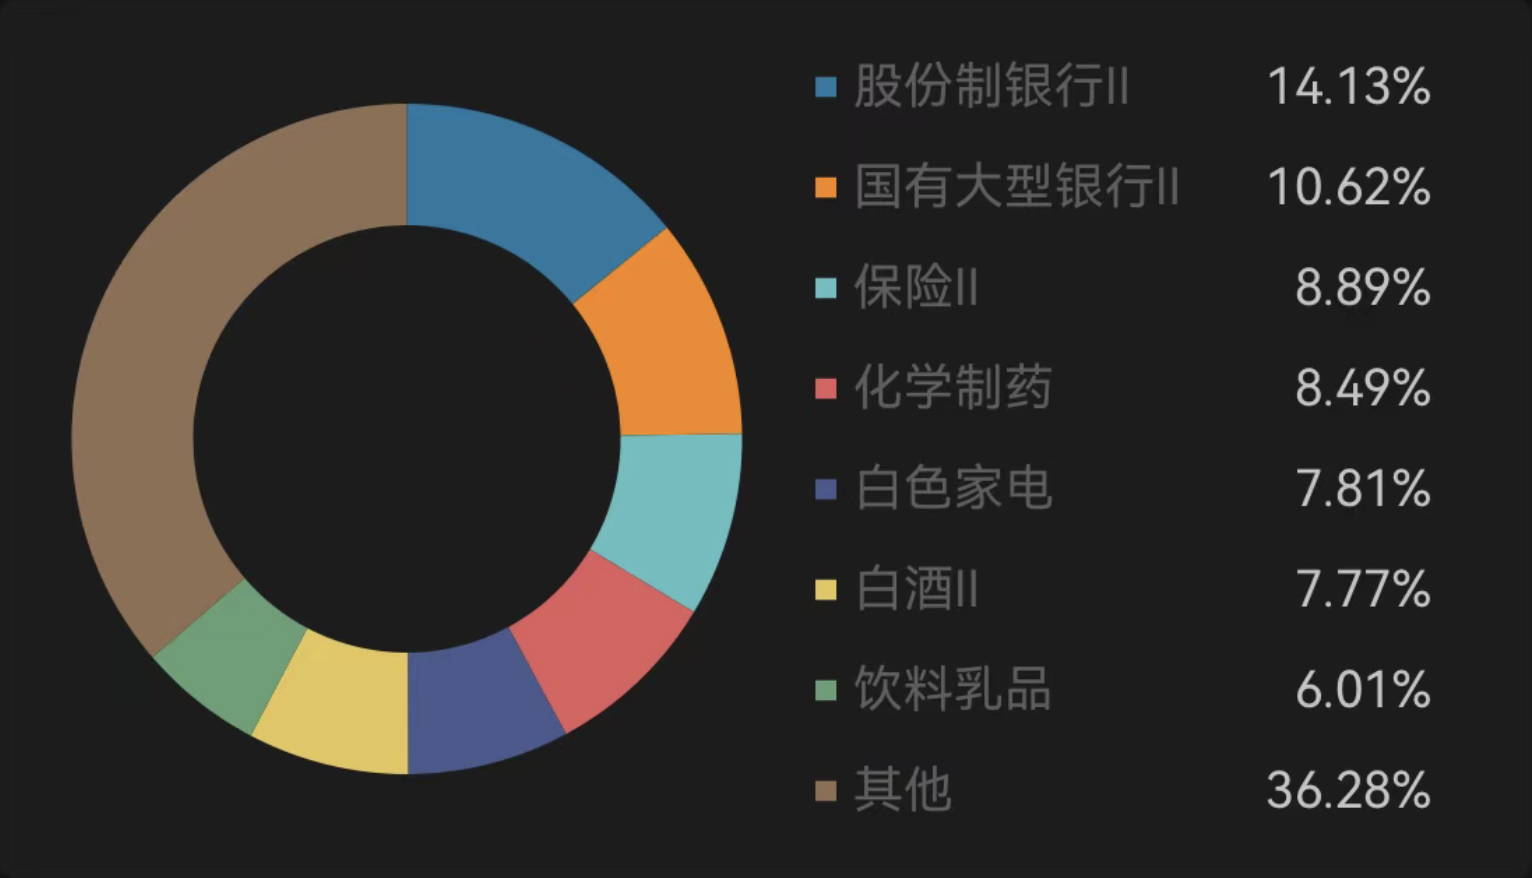 股份制银行II 14.13%
国有大型银行II 10.62%
保险II 8.89%
化学制药 8.49%
白色家电 7.81%
白酒II 7.77%
饮料乳品 6.01%
其他 36.28%